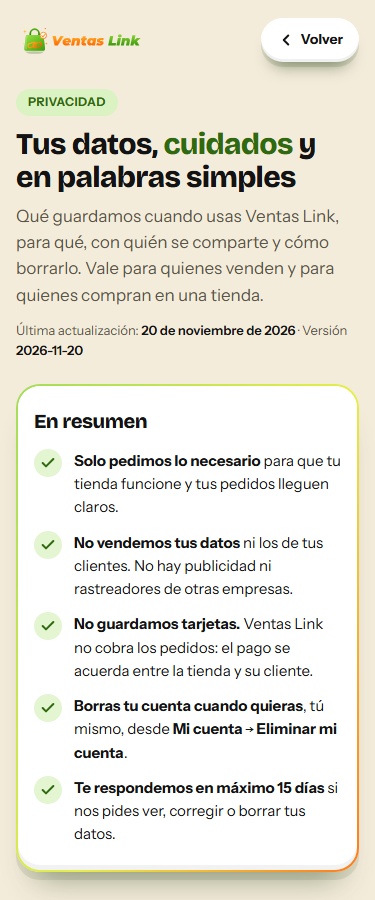 Ventas Link
Volver
PRIVACIDAD
Tus datos, cuidados y
en palabras simples
Qué guardamos cuando usas Ventas Link,
para qué, con quién se comparte y cómo
borrarlo. Vale para quienes venden y para
quienes compran en una tienda.
Última actualización: 20 de noviembre de 2026 · Versión
2026-11-20
En resumen
Solo pedimos lo necesario para que tu
tienda funcione y tus pedidos lleguen
claros.
No vendemos tus datos ni los de tus
clientes. No hay publicidad ni
rastreadores de otras empresas.
No guardamos tarjetas. Ventas Link
no cobra los pedidos: el pago se
acuerda entre la tienda y su cliente.
Borras tu cuenta cuando quieras, tú
mismo, desde Mi cuenta → Eliminar mi
cuenta.
Te respondemos en máximo 15 días si
nos pides ver, corregir o borrar tus
datos.